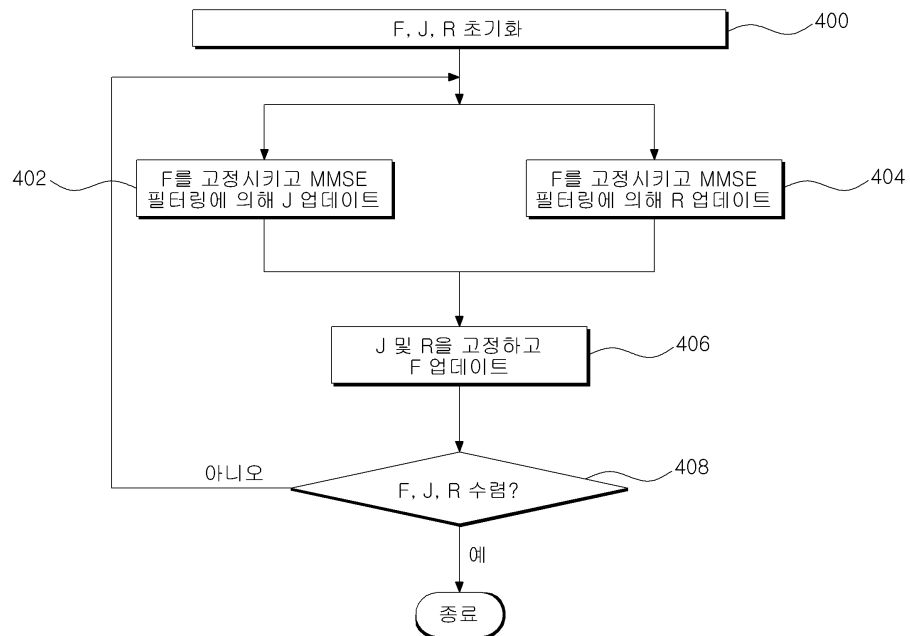 F, J, R 초기화
400
402
F를 고정시키고 MMSE
필터링에 의해 J 업데이트
F를 고정시키고 MMSE
필터링에 의해 R 업데이트
404
J 및 R을 고정하고
F 업데이트
406
아니오
F, J, R 수렴?
408
예
종료